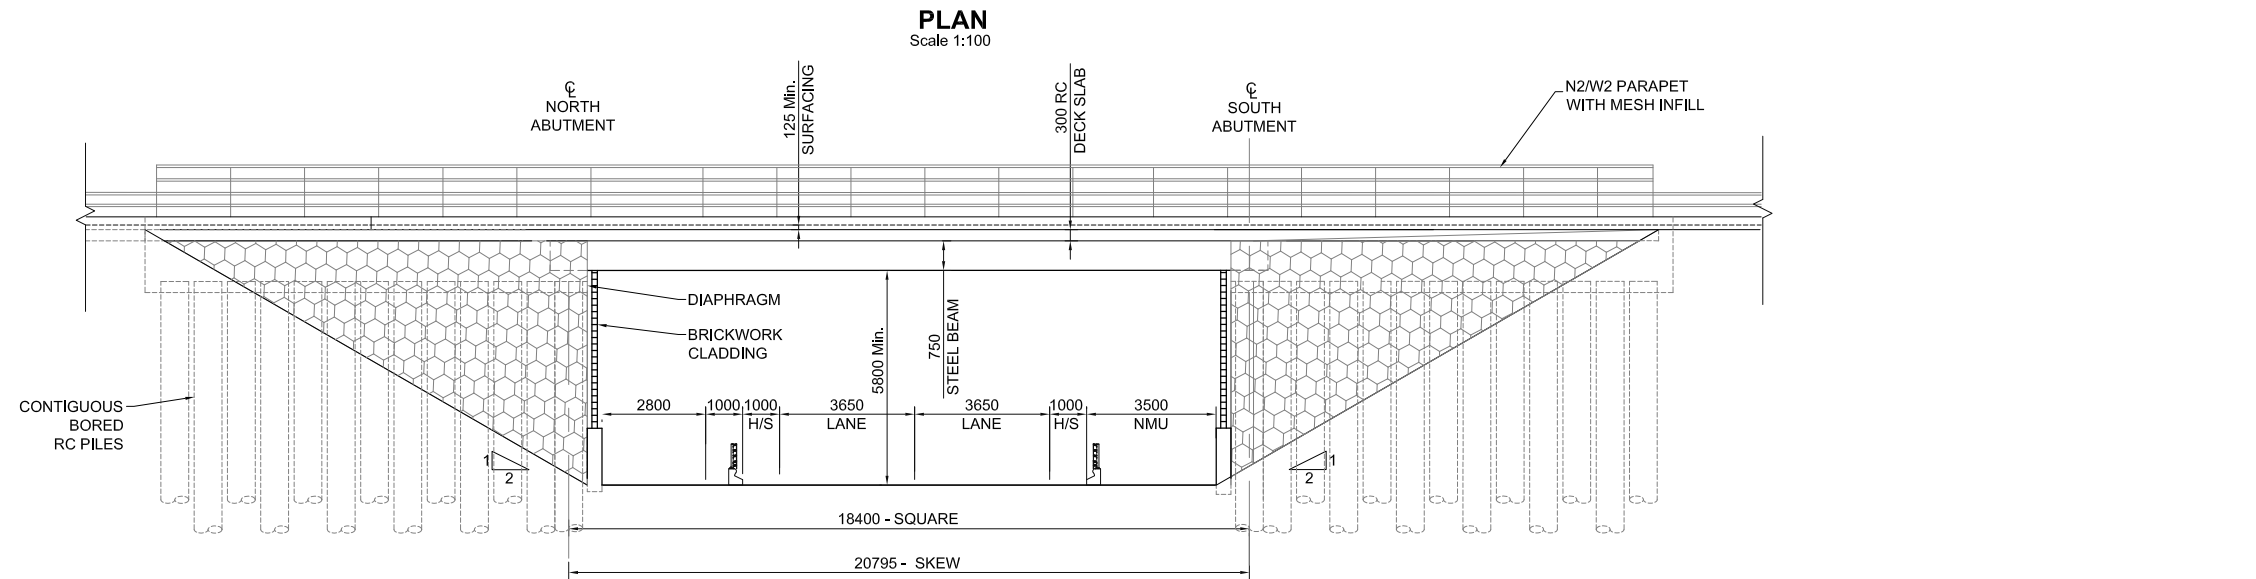 PLAN
Scale 1:100
℄
NORTH
ABUTMENT
125 Min.
SURFACING
300 RC
DECK SLAB
℄
SOUTH
ABUTMENT
N2/W2 PARAPET
WITH MESH INFILL
DIAPHRAGM
BRICKWORK
CLADDING
5800 Min.
750
STEEL BEAM
CONTIGUOUS
BORED
RC PILES
2800
1000
1000
H/S
3650
LANE
3650
LANE
1000
H/S
3500
NMU
1
2
1
2
18400 - SQUARE
20795 - SKEW